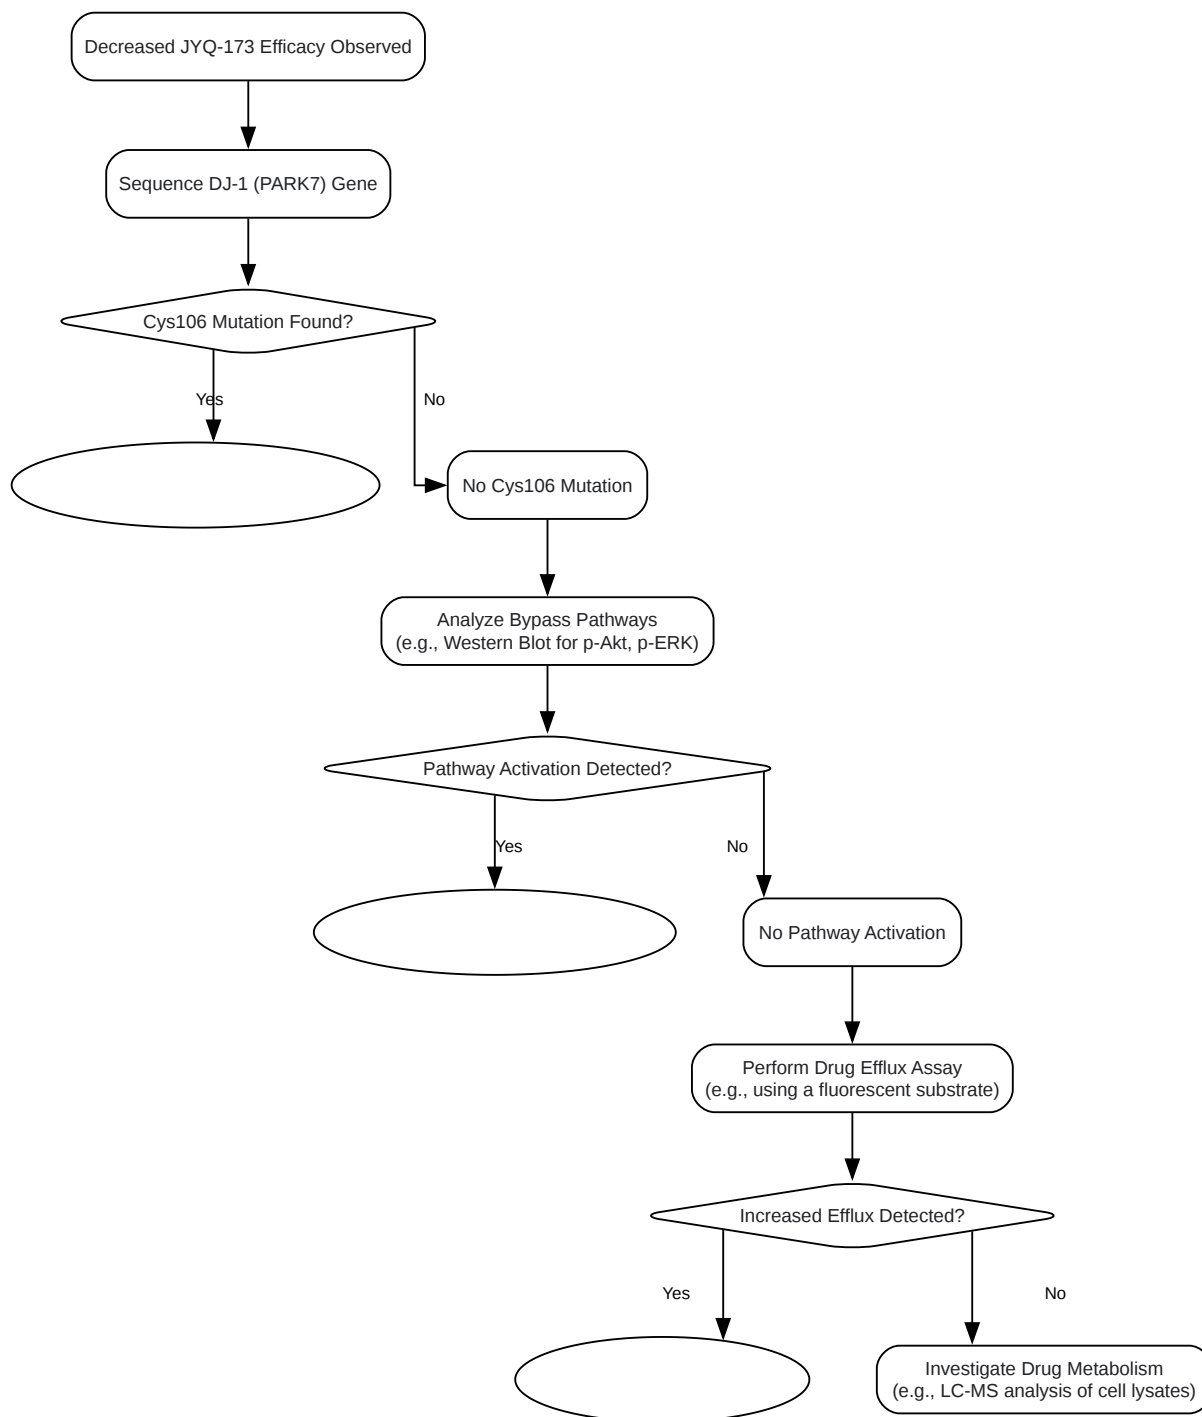 Decreased JYQ-173 Efficacy Observed
Sequence DJ-1 (PARK7) Gene
Cys106 Mutation Found?
Yes
No
No Cys106 Mutation
Analyze Bypass Pathways
(e.g., Western Blot for p-Akt, p-ERK)
Pathway Activation Detected?
Yes
No
No Pathway Activation
Perform Drug Efflux Assay
(e.g., using a fluorescent substrate)
Increased Efflux Detected?
Yes
No
Investigate Drug Metabolism
(e.g., LC-MS analysis of cell lysates)